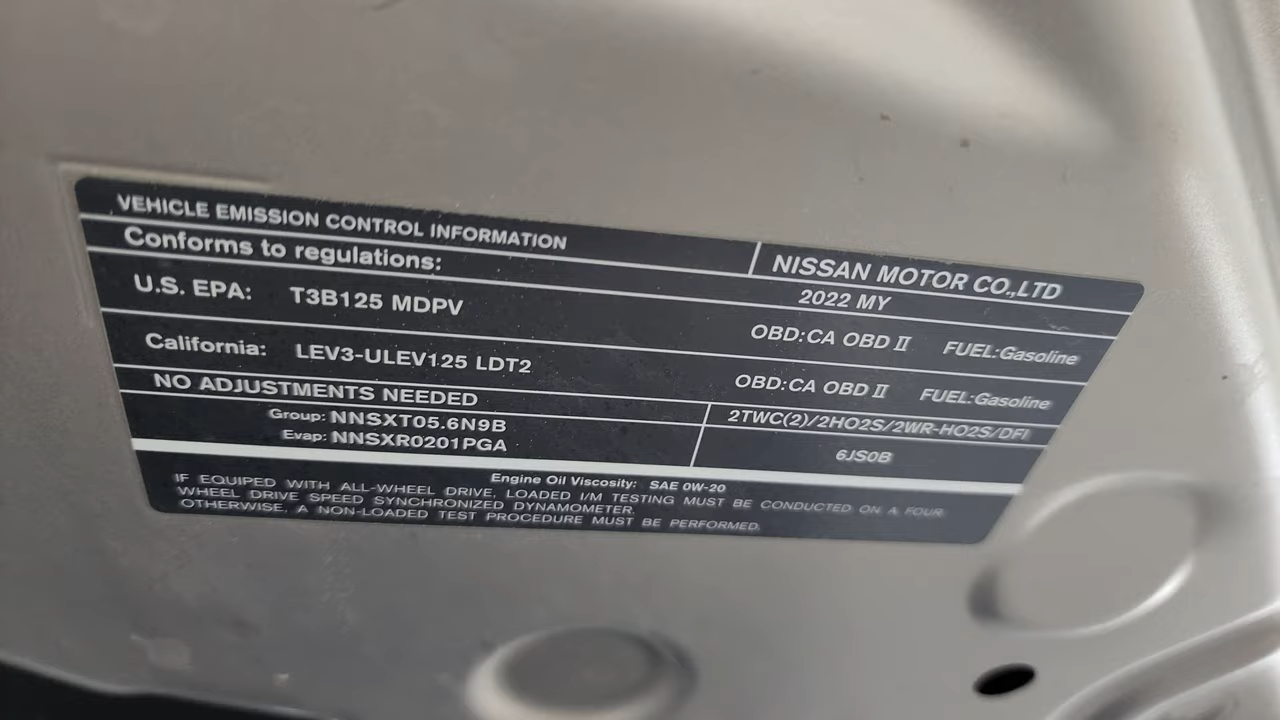 VEHICLE EMISSION CONTROL INFORMATION
NISSAN MOTOR CO.,LTD
Conforms to regulations:
2022 MY
U.S. EPA: T3B125 MDPV
OBD:CA OBD II FUEL:Gasoline
California: LEV3-ULEV125 LDT2
OBD:CA OBD II FUEL:Gasoline
NO ADJUSTMENTS NEEDED
2TWC(2)/2HO2S/2WR-HO2S/DFI
Group: NNSXT05.6N9B
Evap: NNSXR0201PGA
6JS0B
Engine Oil Viscosity: SAE 0W-20
IF EQUIPED WITH ALL-WHEEL DRIVE, LOADED I/M TESTING MUST BE CONDUCTED ON A FOUR
WHEEL DRIVE SPEED SYNCHRONIZED DYNAMOMETER.
OTHERWISE, A NON-LOADED TEST PROCEDURE MUST BE PERFORMED.